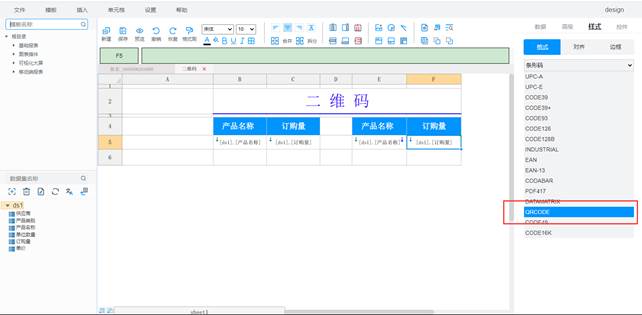 文件 模板 插入 单元格 设置 帮助 design
模板名称
根目录
基础报表
图表操作
可视化大屏
移动端报表
新建 保存 预览 撤销 恢复 格式刷
宋体 16
合并 拆分
数据 高级 样式 控件
格式 对齐 边框
F5
二维码 ×
A B C D E F
1
2 二 维 码
3
4 产品名称 订购量 产品名称 订购量
5 [ds1].[产品名称] [ds1].[订购量] [ds1].[产品名称] [ds1].[订购量]
6
数据集名称
ds1
供应商
产品类别
产品名称
单位数量
订购量
单价
条形码
UPC-A
UPC-E
CODE39
CODE39+
CODE93
CODE128
CODE128B
INDUSTRIAL
EAN
EAN-13
CODABAR
PDF417
DATAMATRIX
QRCODE
CODE49
CODE16K
sheet1